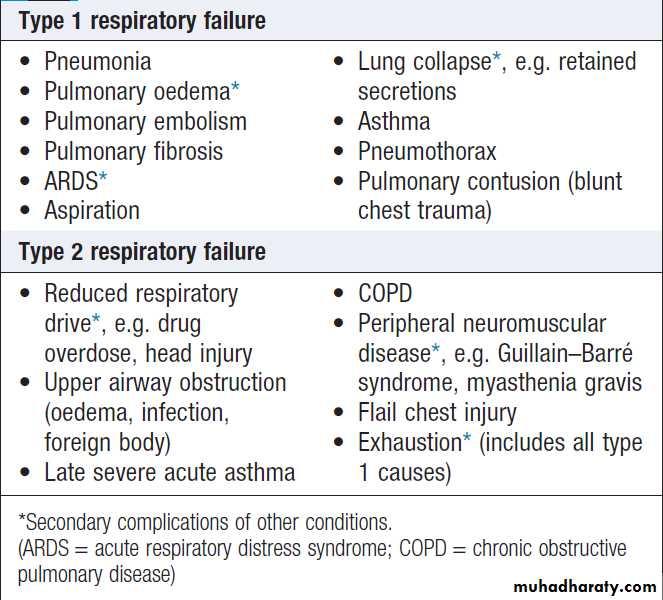 Type 1 respiratory failure
• Pneumonia
• Pulmonary oedema*
• Pulmonary embolism
• Pulmonary fibrosis
• ARDS*
• Aspiration
• Lung collapse*, e.g. retained
secretions
• Asthma
• Pneumothorax
• Pulmonary contusion (blunt
chest trauma)
Type 2 respiratory failure
• Reduced respiratory
drive*, e.g. drug
overdose, head injury
• Upper airway obstruction
(oedema, infection,
foreign body)
• Late severe acute asthma
• COPD
• Peripheral neuromuscular
disease*, e.g. Guillain–Barré
syndrome, myasthenia gravis
• Flail chest injury
• Exhaustion* (includes all type
1 causes)
*Secondary complications of other conditions.
(ARDS = acute respiratory distress syndrome; COPD = chronic obstructive
pulmonary disease)
muhadharaty.com